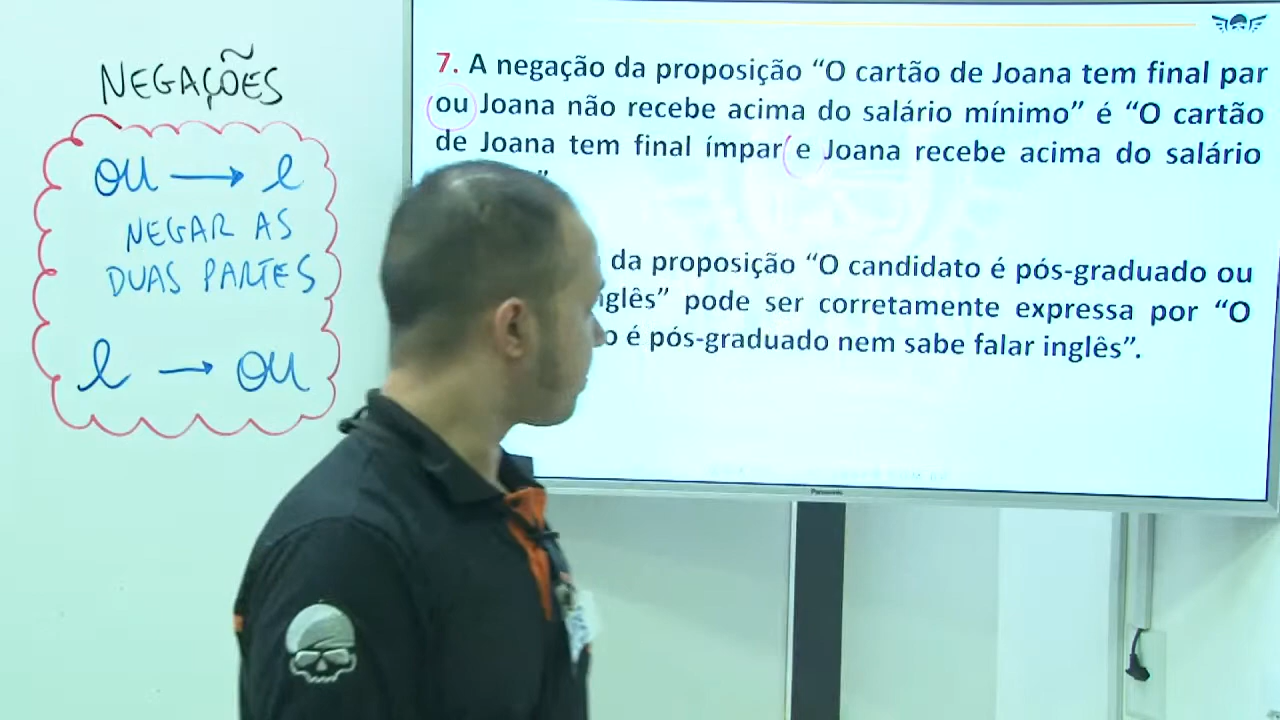 NEGAÇÕES
OU → e
NEGAR AS
DUAS PARTES
e → OU
7. A negação da proposição “O cartão de Joana tem final par
ou Joana não recebe acima do salário mínimo” é “O cartão
de Joana tem final ímpar e Joana recebe acima do salário
da proposição “O candidato é pós-graduado ou
pode ser corretamente expressa por “O
é pós-graduado nem sabe falar inglês”.
Panasonic